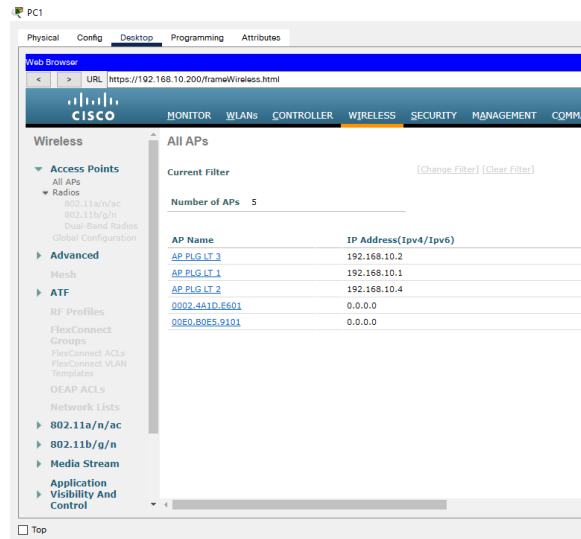 PC1
Physical Config Desktop Programming Attributes
Web Browser
< > URL https://192.168.10.200/frameWireless.html
CISCO
MONITOR WLANs CONTROLLER WIRELESS SECURITY MANAGEMENT COMM
Wireless
Access Points
All APs
Radios
802.11a/n/ac
802.11b/g/n
Dual-Band Radios
Global Configuration
Advanced
Mesh
ATF
RF Profiles
FlexConnect
Groups
FlexConnect ACLs
FlexConnect VLAN
Templates
OEAP ACLs
Network Lists
802.11a/n/ac
802.11b/g/n
Media Stream
Application
Visibility And
Control
All APs
Current Filter [Change Filter] [Clear Filter]
Number of APs 5
AP Name IP Address(Ipv4/Ipv6)
AP PLG LT 3 192.168.10.2
AP PLG LT 1 192.168.10.1
AP PLG LT 2 192.168.10.4
0002.4A1D.E601 0.0.0.0
00E0.B0E5.9101 0.0.0.0
Top